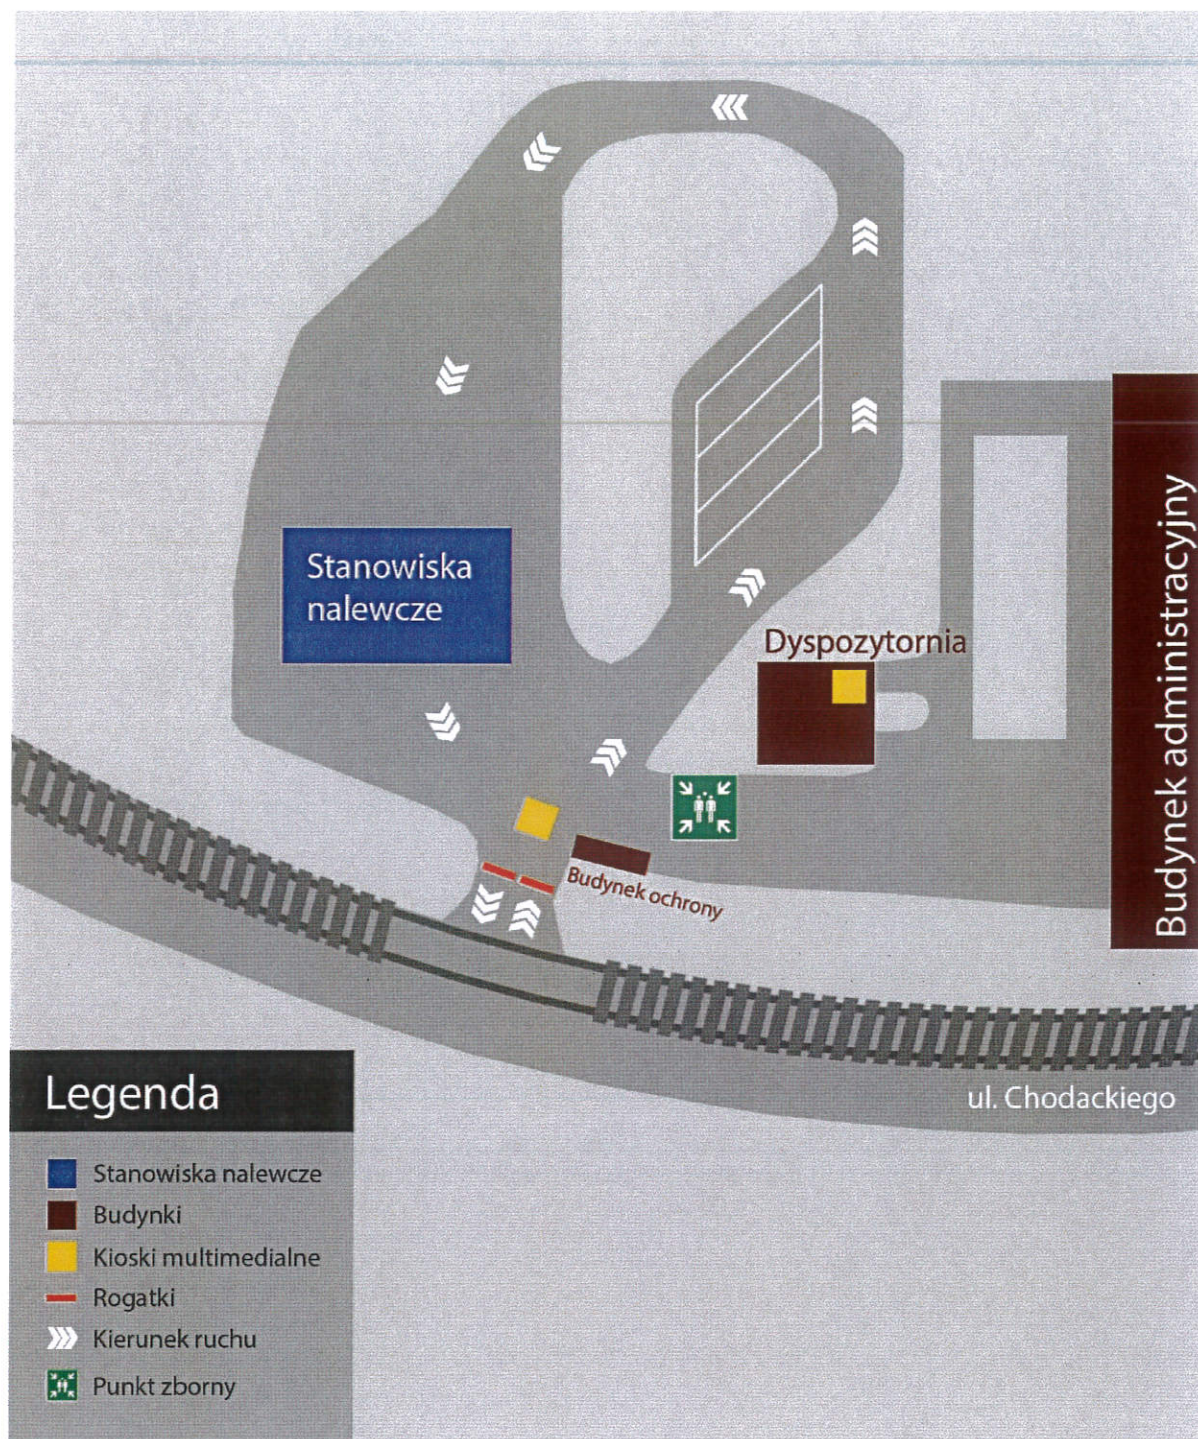 Stanowiska
nalewcze
Dyspozytornia
Budynek administracyjny
Budynek ochrony
ul. Chodackiego
Legenda
Stanowiska nalewcze
Budynki
Kioski multimedialne
Rogatki
Kierunek ruchu
Punkt zborny